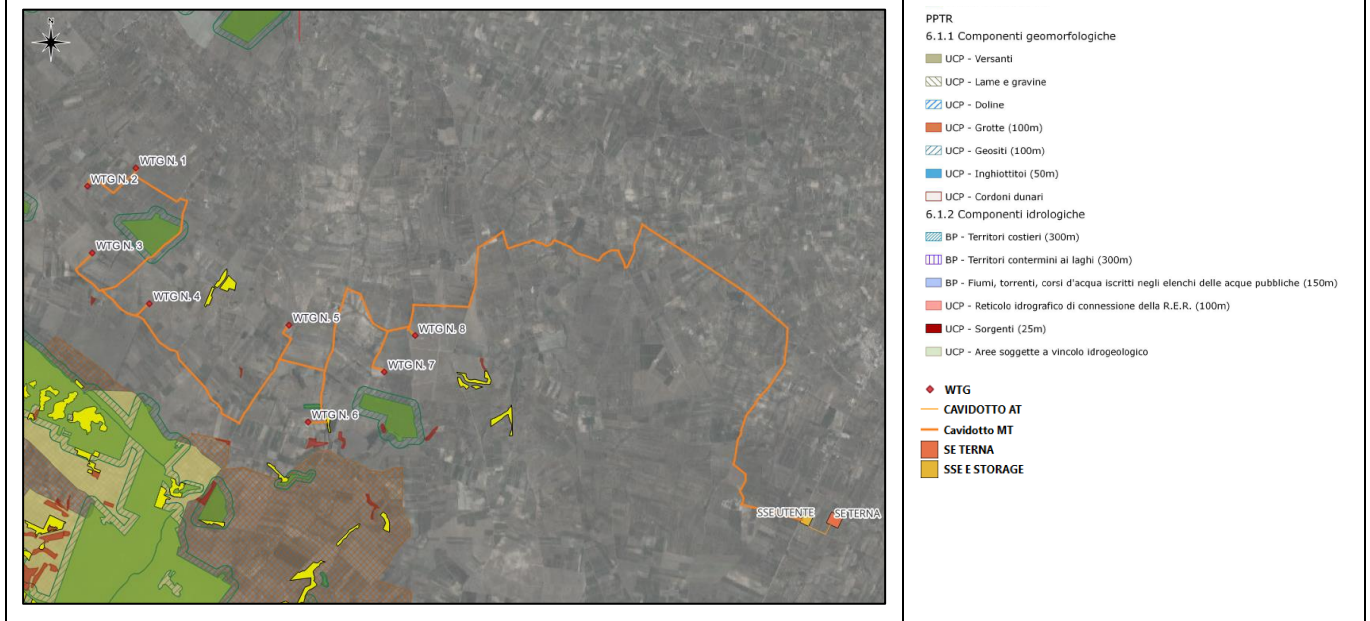 N
WTG N. 1
WTG N. 2
WTG N. 3
WTG N. 4
WTG N. 5
WTG N. 8
WTG N. 7
WTG N. 6
SSE UTENTE
SE TERNA
PPTR
6.1.1 Componenti geomorfologiche
UCP - Versanti
UCP - Lame e gravine
UCP - Doline
UCP - Grotte (100m)
UCP - Geositi (100m)
UCP - Inghiottitoi (50m)
UCP - Cordoni dunari
6.1.2 Componenti idrologiche
BP - Territori costieri (300m)
BP - Territori contermini ai laghi (300m)
BP - Fiumi, torrenti, corsi d'acqua iscritti negli elenchi delle acque pubbliche (150m)
UCP - Reticolo idrografico di connessione della R.E.R. (100m)
UCP - Sorgenti (25m)
UCP - Aree soggette a vincolo idrogeologico
WTG
CAVIDOTTO AT
Cavidotto MT
SE TERNA
SSE E STORAGE